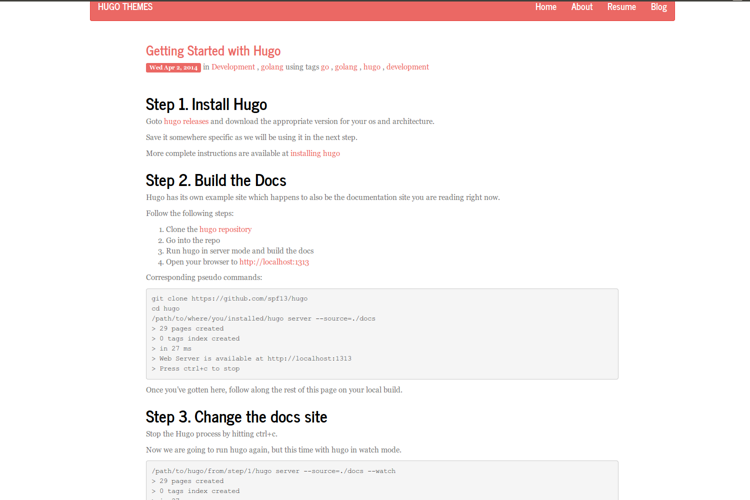 HUGO THEMES Home About Resume Blog
Getting Started with Hugo
Wed Apr 2, 2014 in Development , golang using tags go , golang , hugo , development
Step 1. Install Hugo
Goto hugo releases and download the appropriate version for your os and architecture.
Save it somewhere specific as we will be using it in the next step.
More complete instructions are available at installing hugo
Step 2. Build the Docs
Hugo has its own example site which happens to also be the documentation site you are reading right now.
Follow the following steps:
1. Clone the hugo repository
2. Go into the repo
3. Run hugo in server mode and build the docs
4. Open your browser to http://localhost:1313
Corresponding pseudo commands:
git clone https://github.com/spf13/hugo
cd hugo
/path/to/where/you/installed/hugo server --source=./docs
> 29 pages created
> 0 tags index created
> in 27 ms
> Web Server is available at http://localhost:1313
> Press ctrl+c to stop
Once you've gotten here, follow along the rest of this page on your local build.
Step 3. Change the docs site
Stop the Hugo process by hitting ctrl+c.
Now we are going to run hugo again, but this time with hugo in watch mode.
/path/to/hugo/from/step/1/hugo server --source=./docs --watch
> 29 pages created
> 0 tags index created